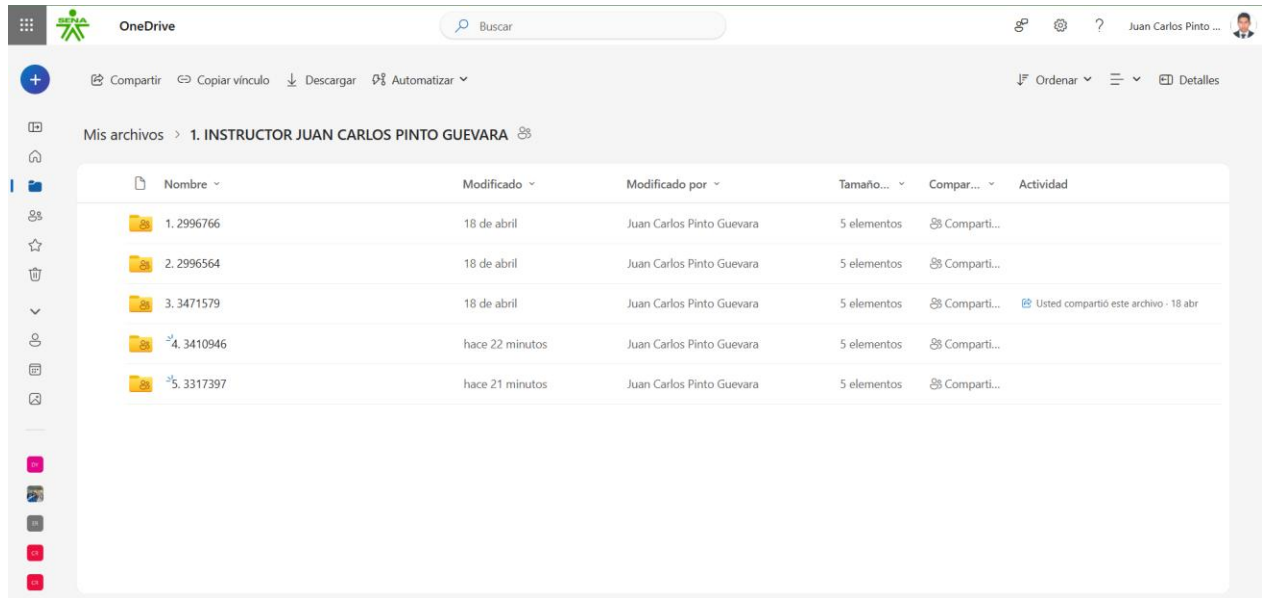 SENA
OneDrive
Buscar
Juan Carlos Pinto ...
Compartir Copiar vínculo Descargar Automatizar
Ordenar Detalles
Mis archivos > 1. INSTRUCTOR JUAN CARLOS PINTO GUEVARA
Nombre Modificado Modificado por Tamaño... Compar... Actividad
1. 2996766 18 de abril Juan Carlos Pinto Guevara 5 elementos Comparti...
2. 2996564 18 de abril Juan Carlos Pinto Guevara 5 elementos Comparti...
3. 3471579 18 de abril Juan Carlos Pinto Guevara 5 elementos Comparti... Usted compartió este archivo - 18 abr
4. 3410946 hace 22 minutos Juan Carlos Pinto Guevara 5 elementos Comparti...
5. 3317397 hace 21 minutos Juan Carlos Pinto Guevara 5 elementos Comparti...